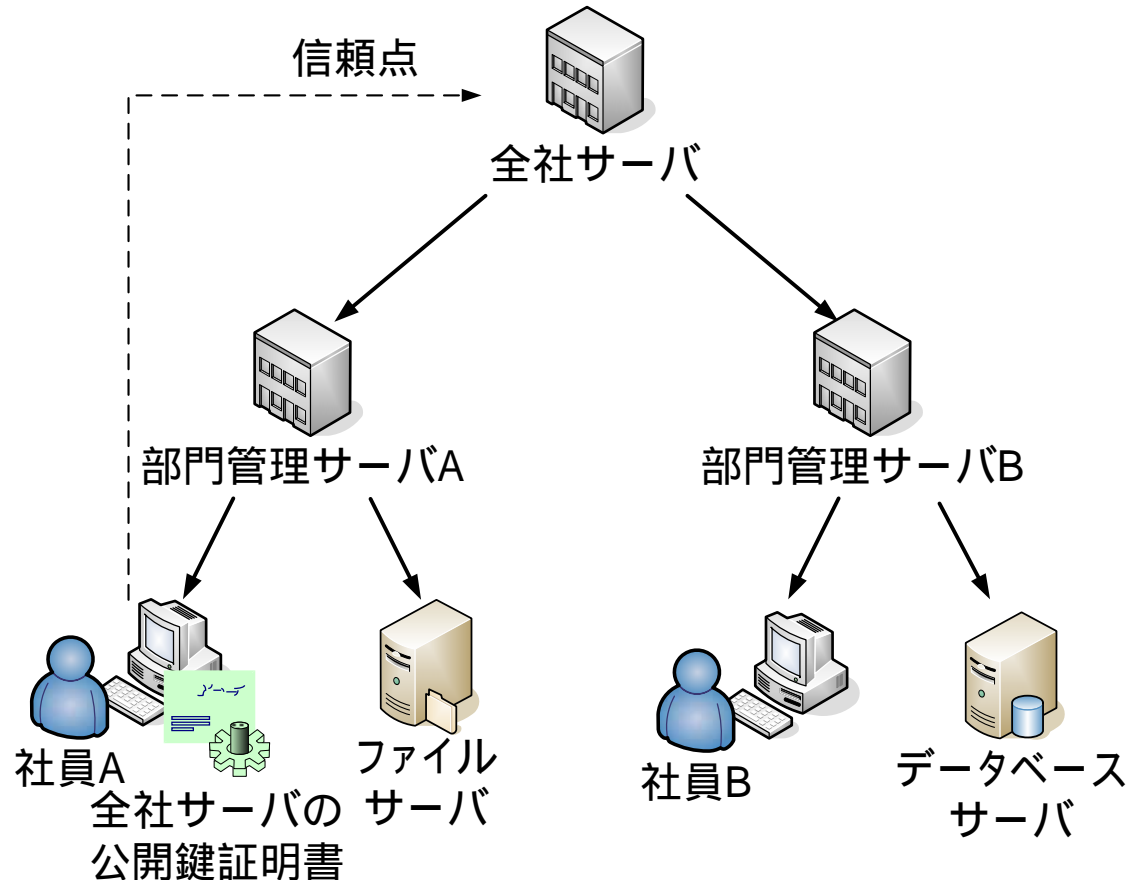 信頼点
全社サーバ
部門管理サーバA
部門管理サーバB
社員A
全社サーバの
公開鍵証明書
ファイル
サーバ
社員B
データベース
サーバ